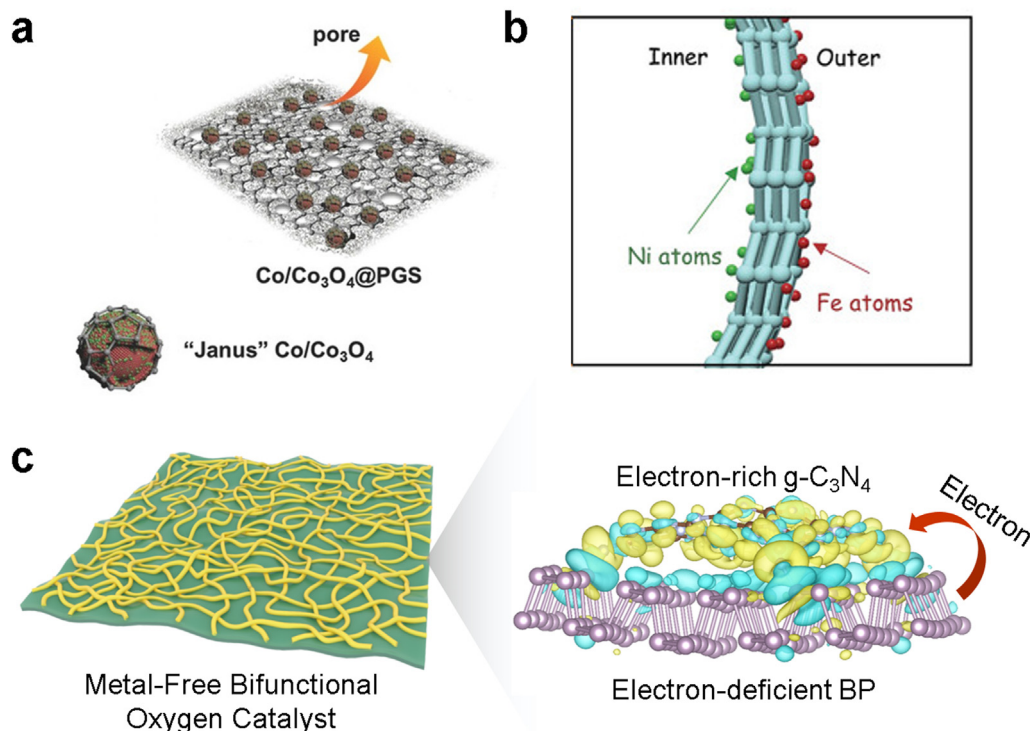 a
pore
Co/Co₃O₄@PGS
“Janus” Co/Co₃O₄
b
Inner
Outer
Ni atoms
Fe atoms
c
Metal-Free Bifunctional
Oxygen Catalyst
Electron-rich g-C₃N₄
Electron
Electron-deficient BP